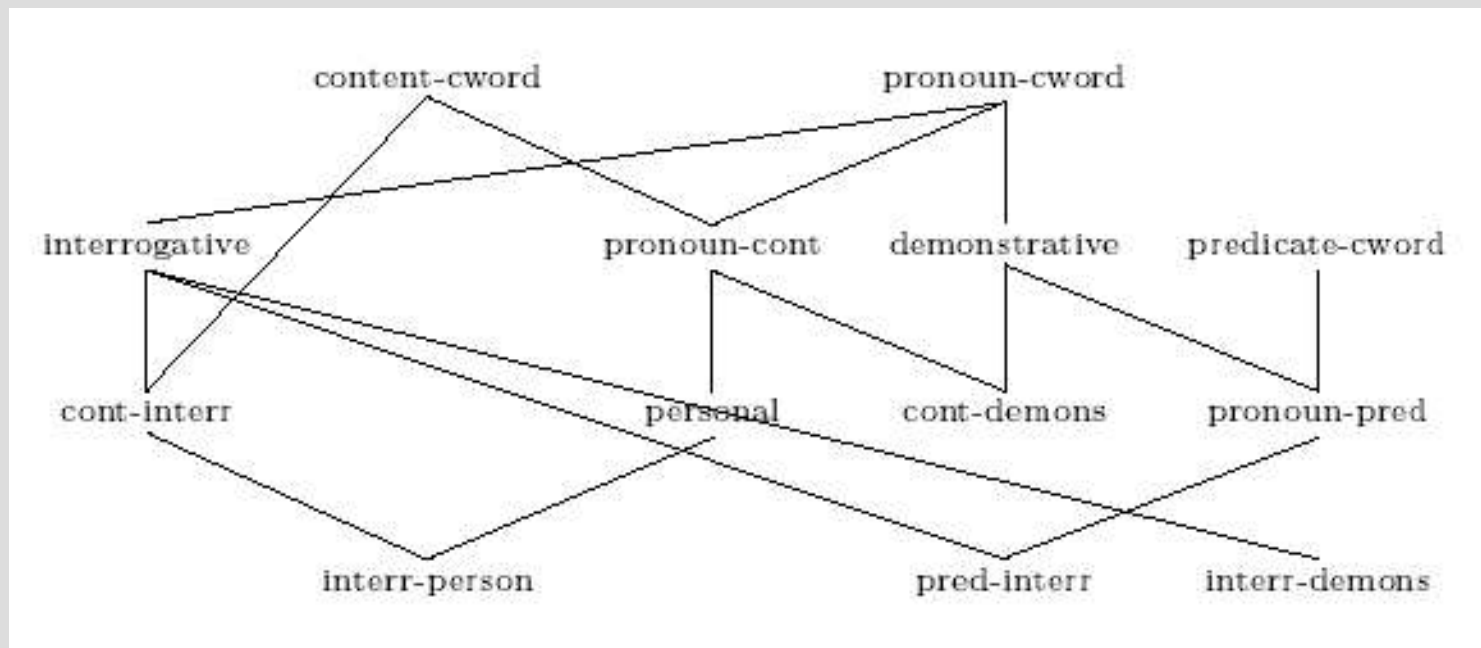 content-cword pronoun-cword
interrogative pronoun-cont demonstrative predicate-cword
cont-interr personal cont-demons pronoun-pred
interr-person pred-interr interr-demons